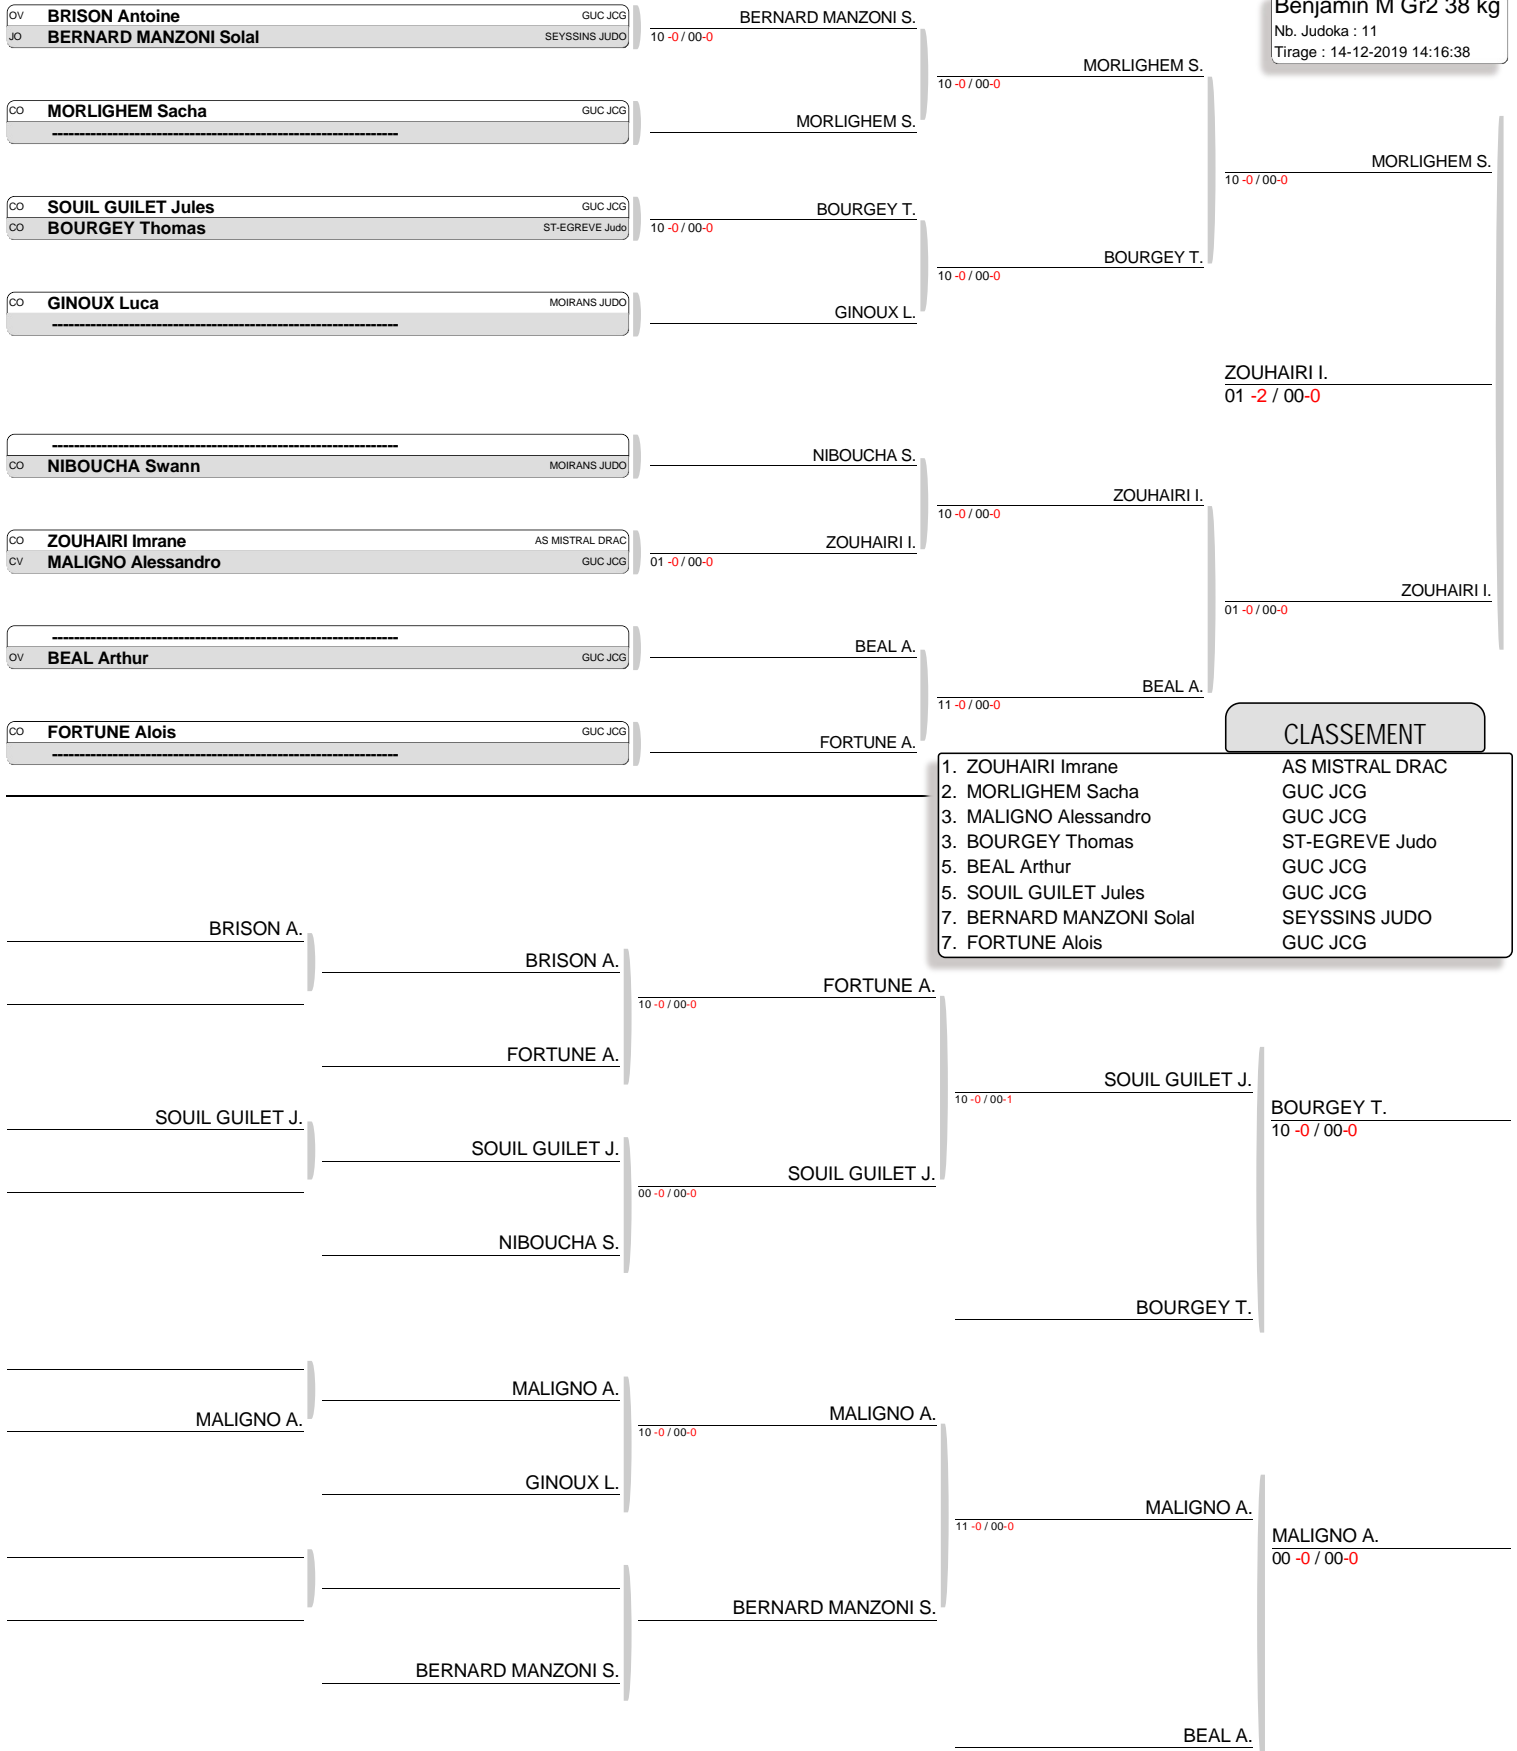 Benjamin M Gr2 38 kg
Nb. Judoka : 11
Tirage : 14-12-2019 14:16:38
OV BRISON Antoine GUC JCG
JO BERNARD MANZONI Solal SEYSSINS JUDO
CO MORLIGHEM Sacha GUC JCG
----------------------------------------------------------------
CO SOUIL GUILET Jules GUC JCG
CO BOURGEY Thomas ST-EGREVE Judo
CO GINOUX Luca MOIRANS JUDO
----------------------------------------------------------------
----------------------------------------------------------------
CO NIBOUCHA Swann MOIRANS JUDO
CO ZOUHAIRI Imrane AS MISTRAL DRAC
CV MALIGNO Alessandro GUC JCG
----------------------------------------------------------------
OV BEAL Arthur GUC JCG
CO FORTUNE Alois GUC JCG
----------------------------------------------------------------
BERNARD MANZONI S.
10 -0 / 00-0
MORLIGHEM S.
BOURGEY T.
10 -0 / 00-0
GINOUX L.
NIBOUCHA S.
ZOUHAIRI I.
01 -0 / 00-0
BEAL A.
FORTUNE A.
MORLIGHEM S.
10 -0 / 00-0
BOURGEY T.
10 -0 / 00-0
ZOUHAIRI I.
10 -0 / 00-0
BEAL A.
11 -0 / 00-0
MORLIGHEM S.
10 -0 / 00-0
ZOUHAIRI I.
01 -2 / 00-0
ZOUHAIRI I.
01 -0 / 00-0
CLASSEMENT
1. ZOUHAIRI Imrane AS MISTRAL DRAC
2. MORLIGHEM Sacha GUC JCG
3. MALIGNO Alessandro GUC JCG
3. BOURGEY Thomas ST-EGREVE Judo
5. BEAL Arthur GUC JCG
5. SOUIL GUILET Jules GUC JCG
7. BERNARD MANZONI Solal SEYSSINS JUDO
7. FORTUNE Alois GUC JCG
BRISON A.
SOUIL GUILET J.
MALIGNO A.
BRISON A.
FORTUNE A.
SOUIL GUILET J.
NIBOUCHA S.
MALIGNO A.
GINOUX L.
BERNARD MANZONI S.
FORTUNE A.
10 -0 / 00-0
SOUIL GUILET J.
00 -0 / 00-0
MALIGNO A.
10 -0 / 00-0
BERNARD MANZONI S.
SOUIL GUILET J.
10 -0 / 00-1
BOURGEY T.
MALIGNO A.
11 -0 / 00-0
BEAL A.
BOURGEY T.
10 -0 / 00-0
MALIGNO A.
00 -0 / 00-0